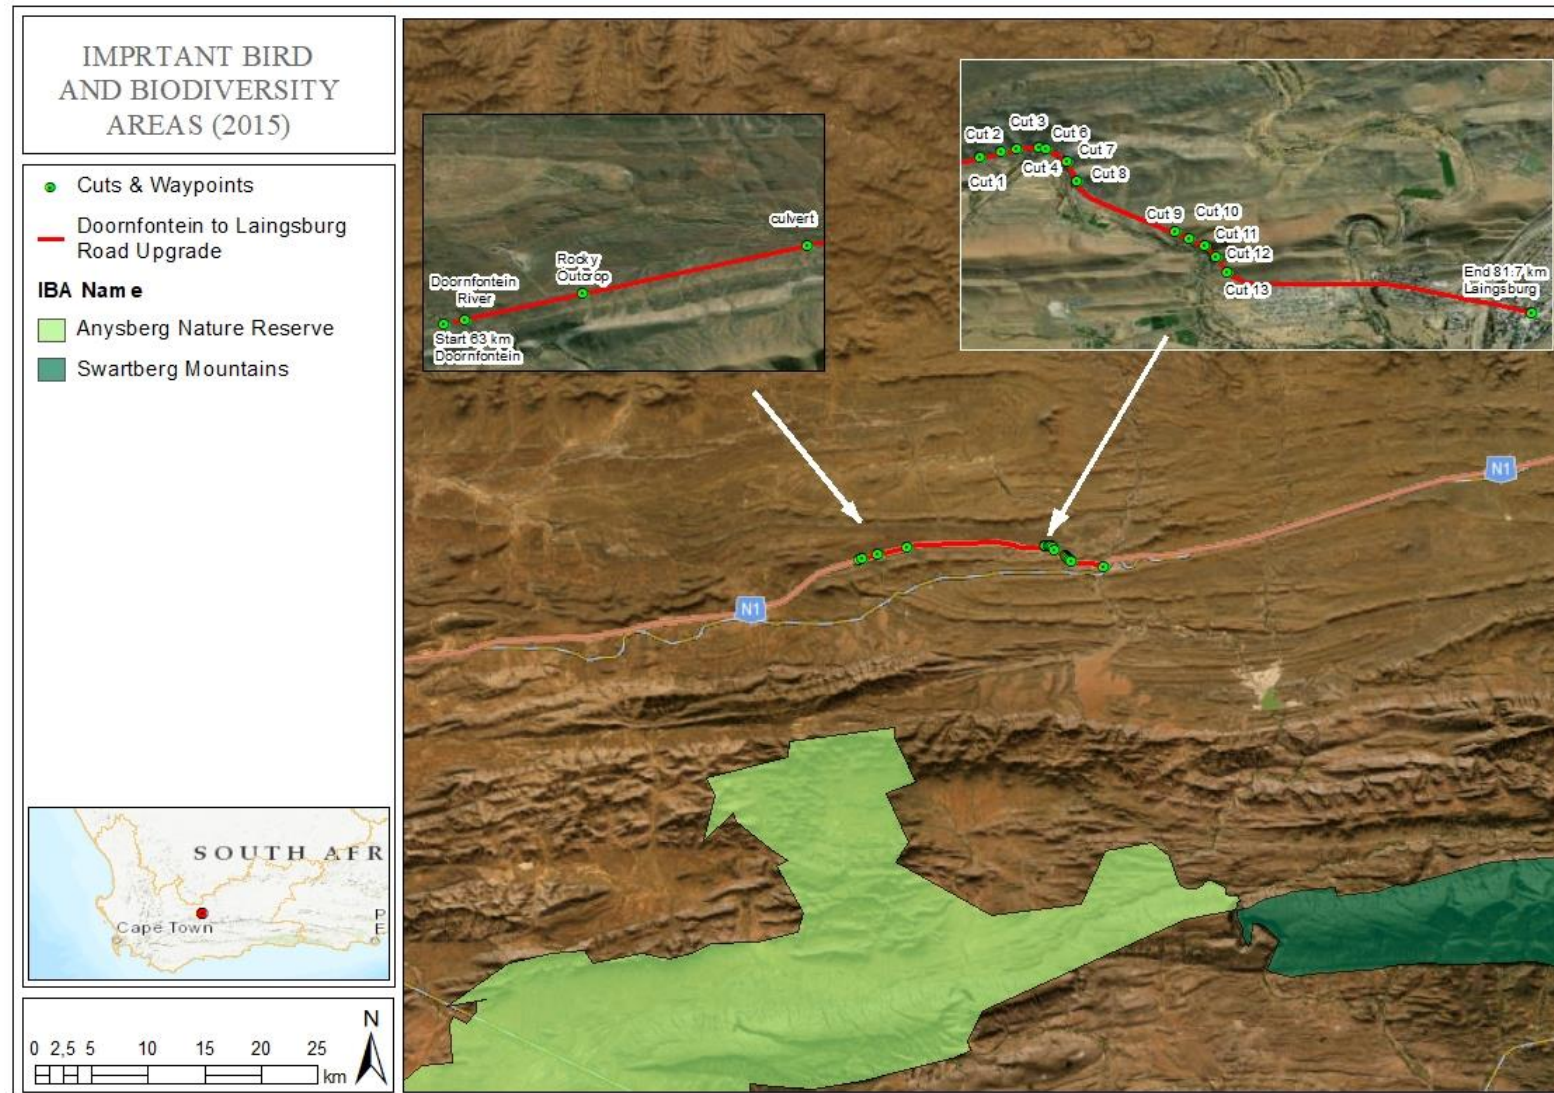 IMPRTANT BIRD
AND BIODIVERSITY
AREAS (2015)
Cuts & Waypoints
Doornfontein to Laingsburg
Road Upgrade
IBA Name
Anysberg Nature Reserve
Swartberg Mountains
SOUTH AFR
Cape Town
P
E
0 2,5 5 10 15 20 25
km
N
culvert
Rocky
Outcrop
Doornfontein
River
Start 63 km
Doornfontein
Cut 1
Cut 2
Cut 3
Cut 4
Cut 6
Cut 7
Cut 8
Cut 9
Cut 10
Cut 11
Cut 12
Cut 13
End 81.7 km
Laingsburg
N1
N1